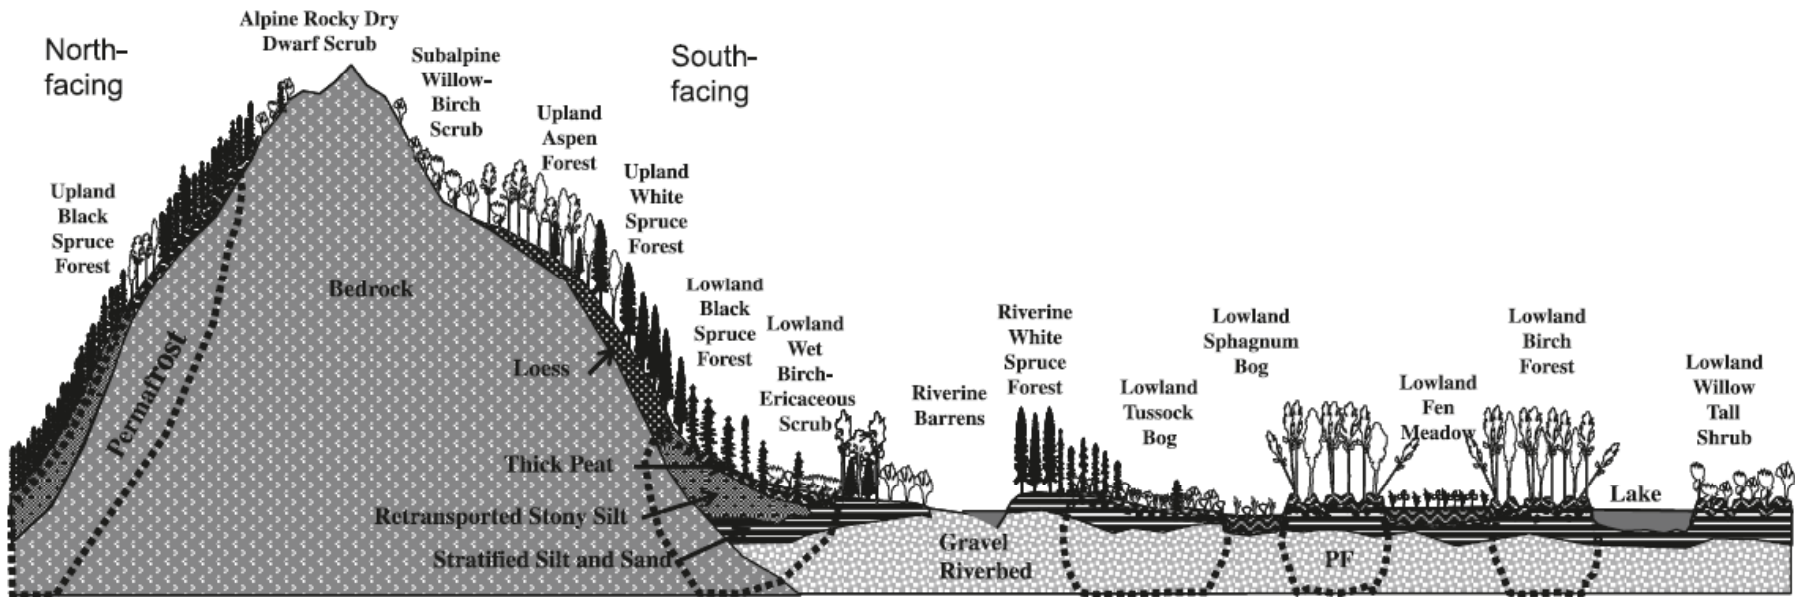 North-
facing
Alpine Rocky Dry
Dwarf Scrub
Subalpine
Willow-
Birch
Scrub
South-
facing
Upland
Aspen
Forest
Upland
White
Spruce
Forest
Upland
Black
Spruce
Forest
Bedrock
Permafrost
Loess
Lowland
Black
Spruce
Forest
Lowland
Wet
Birch-
Ericaceous
Scrub
Riverine
Barrens
Riverine
White
Spruce
Forest
Lowland
Tussock
Bog
Lowland
Sphagnum
Bog
Lowland
Fen
Meadow
Lowland
Birch
Forest
Lowland
Willow
Tall
Shrub
Lake
Thick Peat
Retransported Stony Silt
Stratified Silt and Sand
Gravel
Riverbed
PF